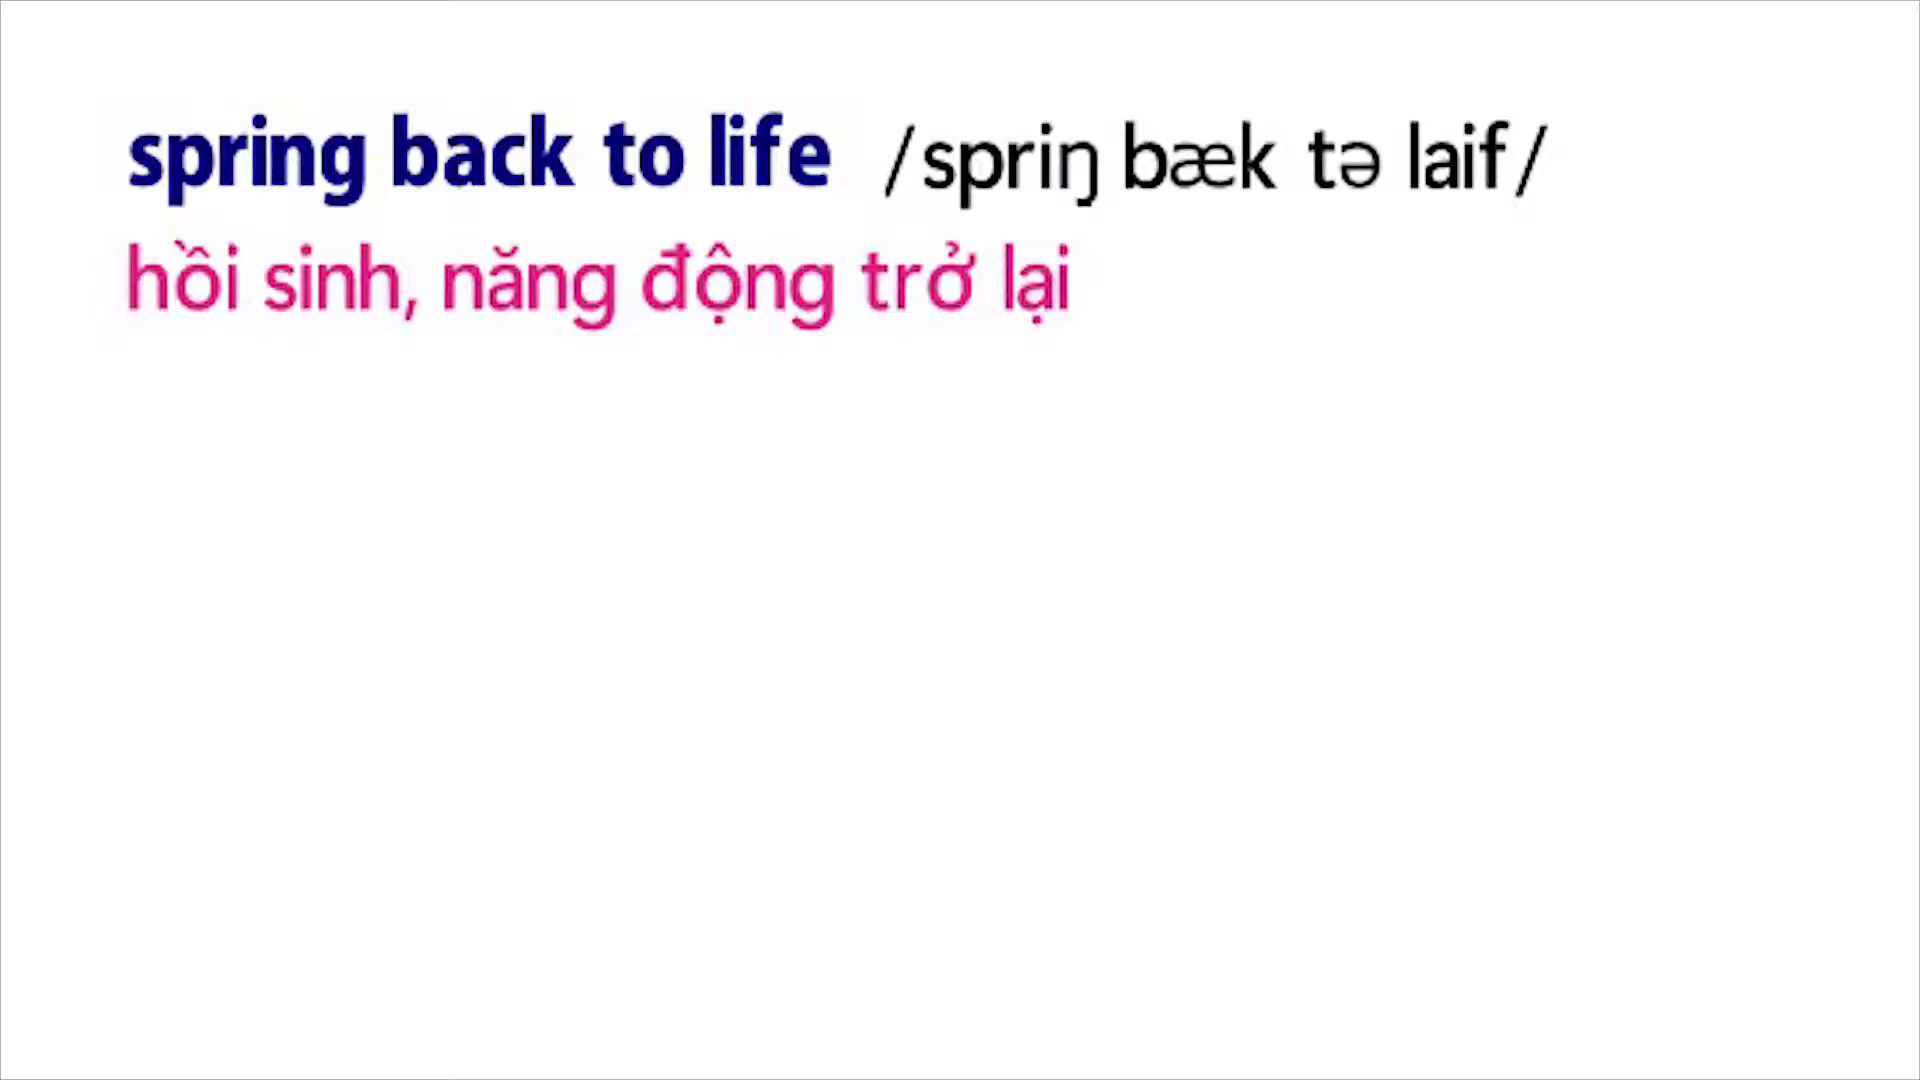 spring back to life /spriŋ bæk tə laif/
hồi sinh, năng động trở lại